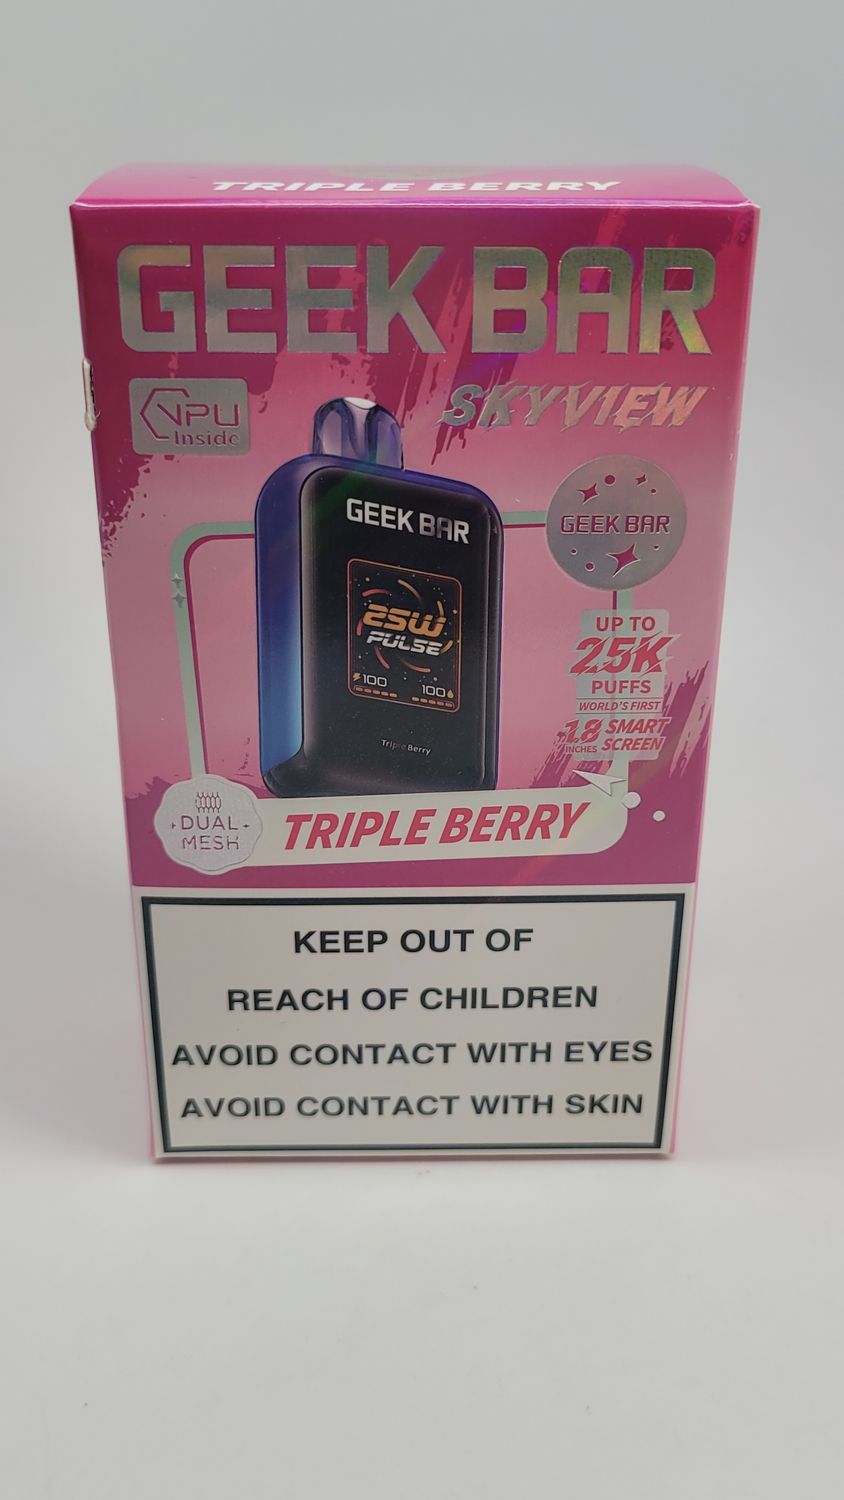 TRIPLE BERRY
GEEK BAR
SKYVIEW
VPU
Inside
GEEK BAR
GEEK BAR
25W
PULSE
100
100
Triple Berry
UP TO
25K
PUFFS
WORLD'S FIRST
1.8 SMART
INCHES SCREEN
DUAL
MESH
TRIPLE BERRY
KEEP OUT OF
REACH OF CHILDREN
AVOID CONTACT WITH EYES
AVOID CONTACT WITH SKIN